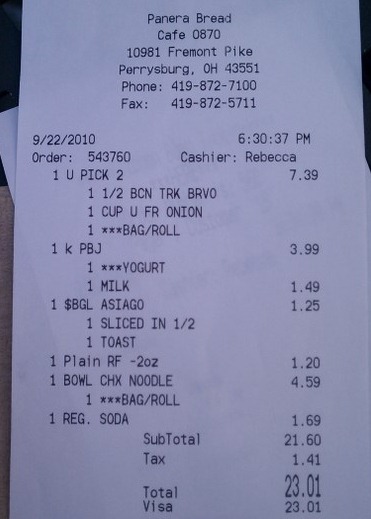 Panera Bread
Cafe 0870
10981 Fremont Pike
Perrysburg, OH 43551
Phone: 419-872-7100
Fax: 419-872-5711
9/22/2010 6:30:37 PM
Order: 543760 Cashier: Rebecca
1 U PICK 2 7.39
1 1/2 BCN TRK BRVO
1 CUP U FR ONION
1 ***BAG/ROLL
1 k PBJ 3.99
1 ***YOGURT
1 MILK 1.49
1 $BGL ASIAGO 1.25
1 SLICED IN 1/2
1 TOAST
1 Plain RF -2oz 1.20
1 BOWL CHX NOODLE 4.59
1 ***BAG/ROLL
1 REG. SODA 1.69
SubTotal 21.60
Tax 1.41
Total 23.01
Visa 23.01